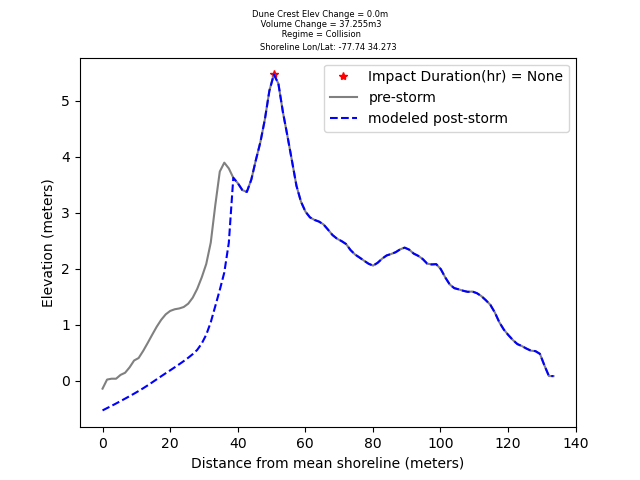 Dune Crest Elev Change = 0.0m
Volume Change = 37.255m3
Regime = Collision
Shoreline Lon/Lat: -77.74 34.273
Impact Duration(hr) = None
pre-storm
modeled post-storm
Elevation (meters)
5
4
3
2
1
0
0 20 40 60 80 100 120 140
Distance from mean shoreline (meters)